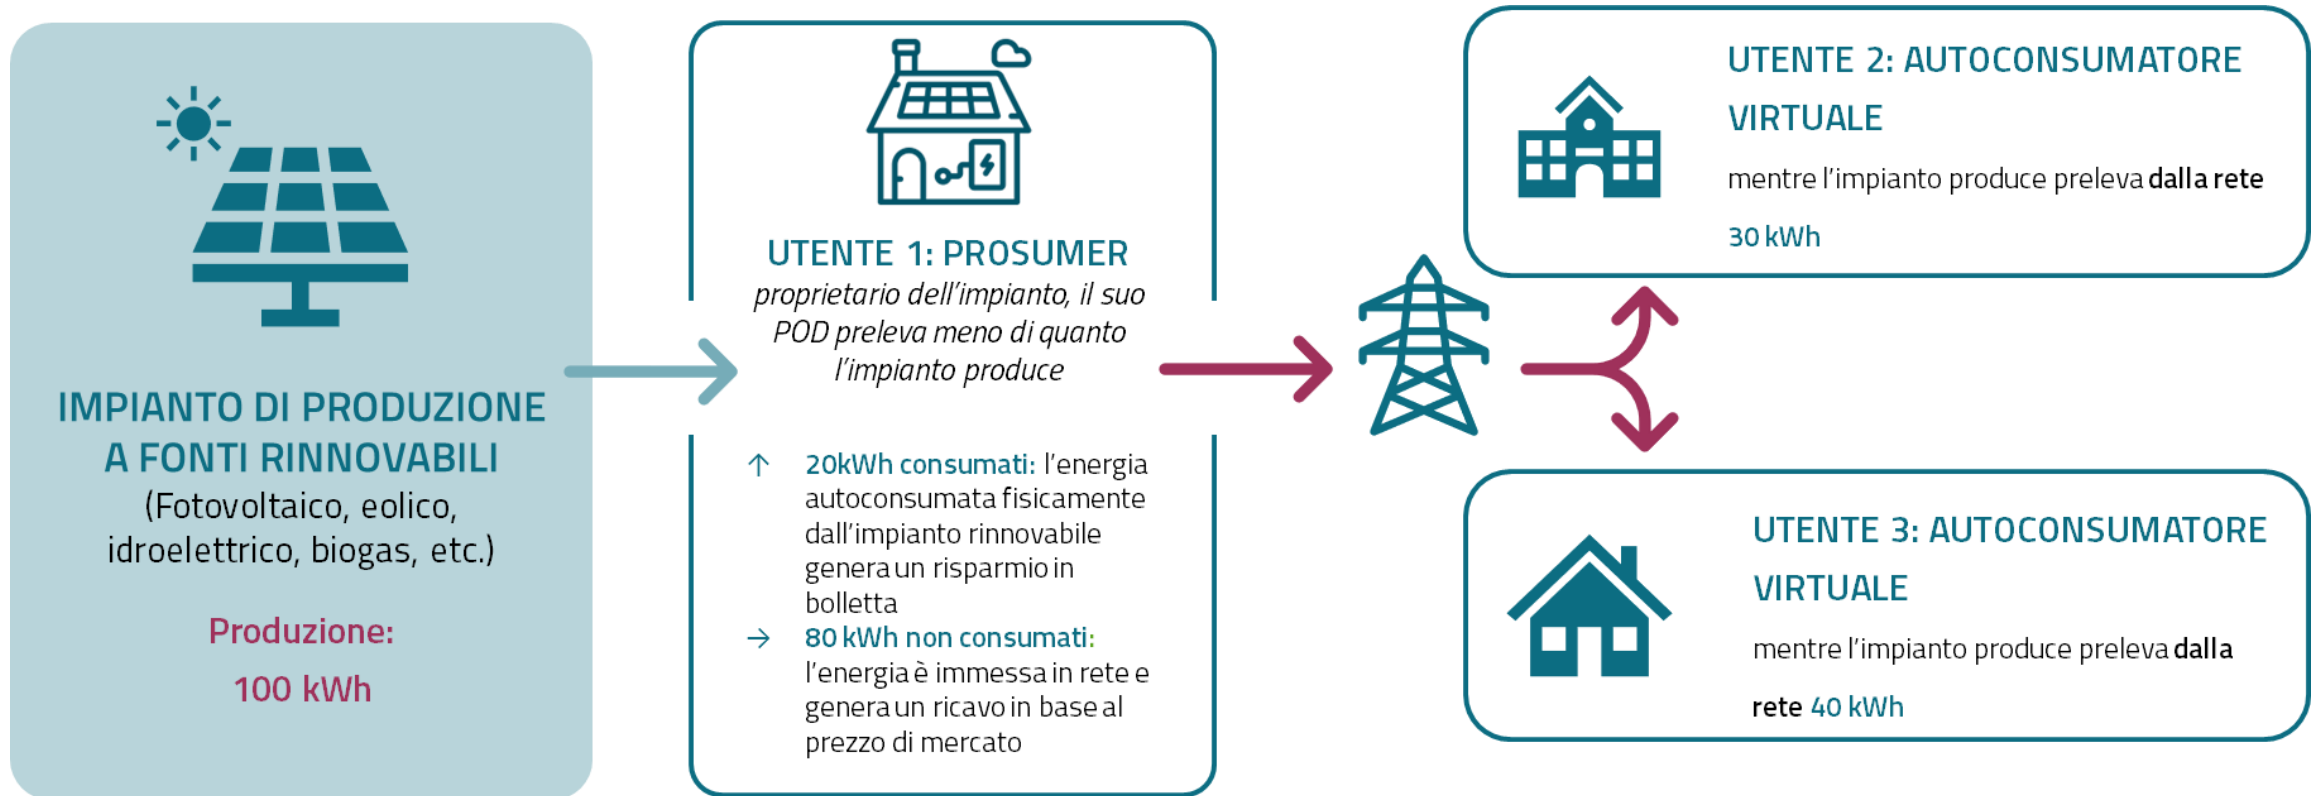 IMPIANTO DI PRODUZIONE
A FONTI RINNOVABILI
(Fotovoltaico, eolico,
idroelettrico, biogas, etc.)
Produzione:
100 kWh
UTENTE 1: PROSUMER
proprietario dell'impianto, il suo
POD preleva meno di quanto
l'impianto produce
↑ 20kWh consumati: l'energia
autoconsumata fisicamente
dall'impianto rinnovabile
genera un risparmio in
bolletta
→ 80 kWh non consumati:
l'energia è immessa in rete e
genera un ricavo in base al
prezzo di mercato
UTENTE 2: AUTOCONSUMATORE
VIRTUALE
mentre l'impianto produce preleva dalla rete
30 kWh
UTENTE 3: AUTOCONSUMATORE
VIRTUALE
mentre l'impianto produce preleva dalla
rete 40 kWh